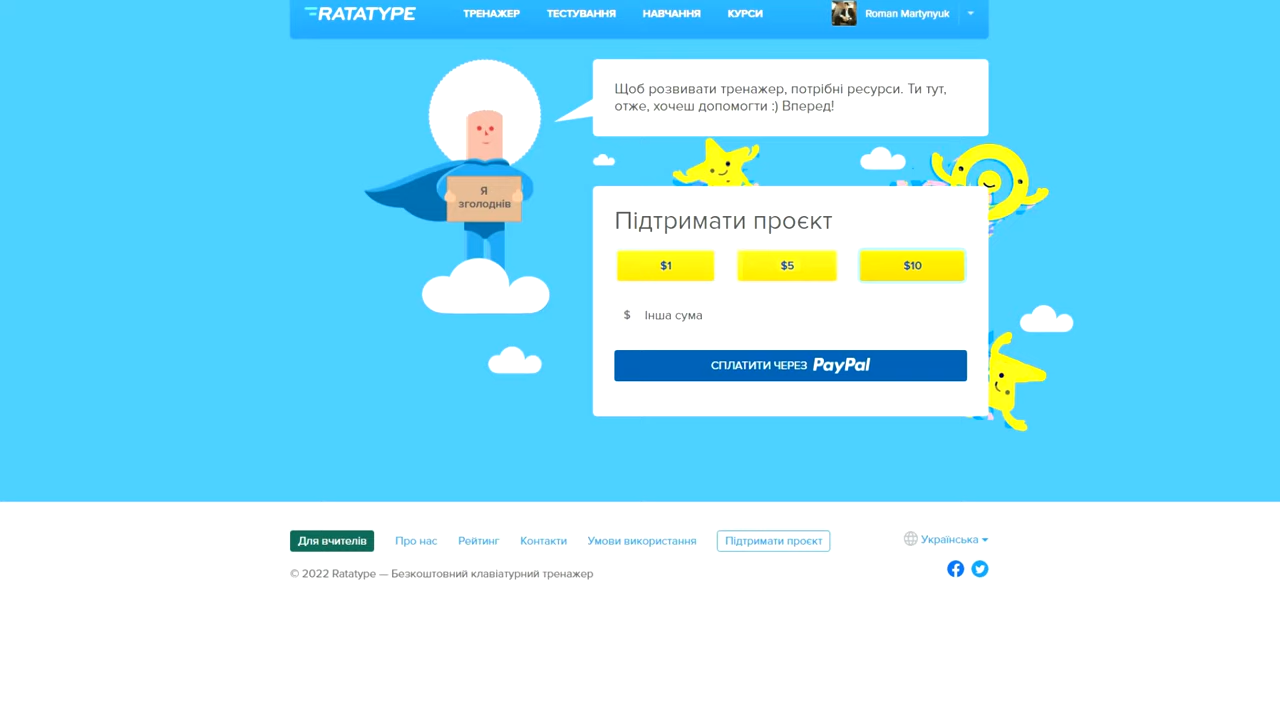 RATATYPE
ТРЕНАЖЕР
ТЕСТУВАННЯ
НАВЧАННЯ
КУРСИ
Roman Martynyuk
Щоб розвивати тренажер, потрібні ресурси. Ти тут,
отже, хочеш допомогти :) Вперед!
Я
зголоднів
Підтримати проєкт
$1
$5
$10
$ Інша сума
СПЛАТИТИ ЧЕРЕЗ PayPal
Для вчителів
Про нас
Рейтинг
Контакти
Умови використання
Підтримати проєкт
Українська
© 2022 Ratatype — Безкоштовний клавіатурний тренажер